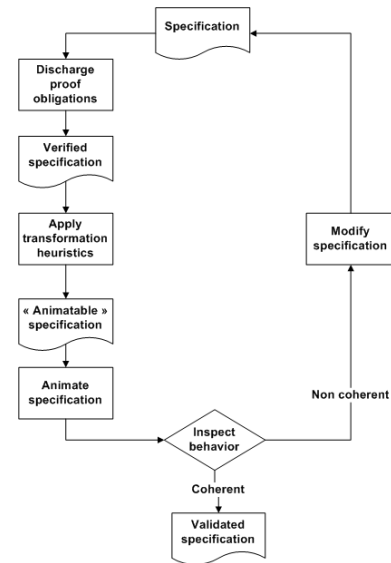 Specification
Discharge
proof
obligations
Verified
specification
Apply
transformation
heuristics
« Animatable »
specification
Animate
specification
Inspect
behavior
Modify
specification
Non coherent
Coherent
Validated
specification